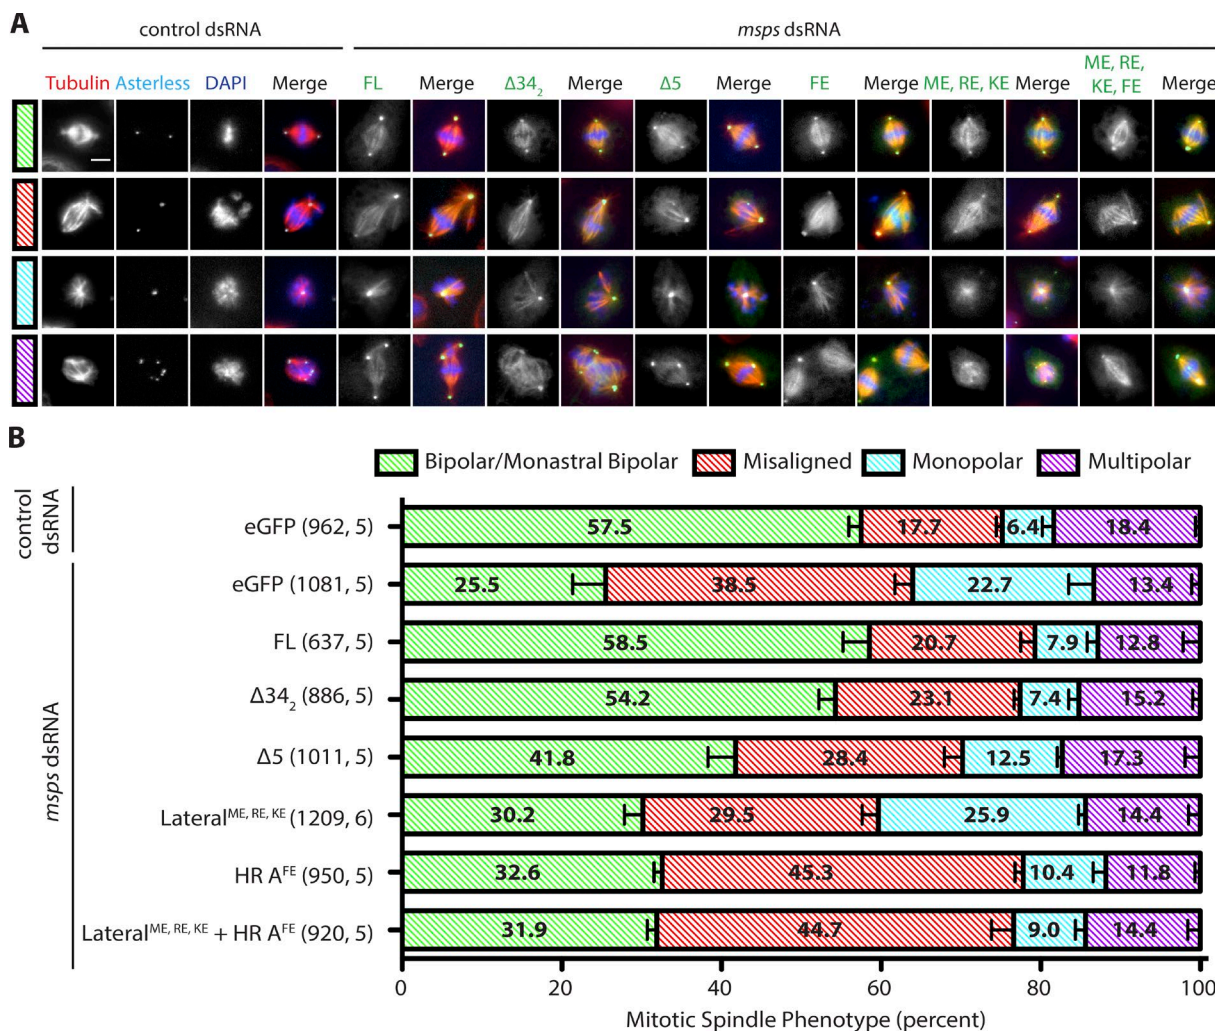 A
control dsRNA
msps dsRNA
Tubulin Asterless DAPI Merge FL Merge Δ34₂ Merge Δ5 Merge FE Merge ME, RE, KE Merge ME, RE, KE, FE Merge
B
Bipolar/Monastral Bipolar Misaligned Monopolar Multipolar
control dsRNA
eGFP (962, 5) 57.5 17.7 6.4 18.4
msps dsRNA
eGFP (1081, 5) 25.5 38.5 22.7 13.4
FL (637, 5) 58.5 20.7 7.9 12.8
Δ34₂ (886, 5) 54.2 23.1 7.4 15.2
Δ5 (1011, 5) 41.8 28.4 12.5 17.3
Lateral^ME, RE, KE (1209, 6) 30.2 29.5 25.9 14.4
HR A^FE (950, 5) 32.6 45.3 10.4 11.8
Lateral^ME, RE, KE + HR A^FE (920, 5) 31.9 44.7 9.0 14.4
0 20 40 60 80 100
Mitotic Spindle Phenotype (percent)